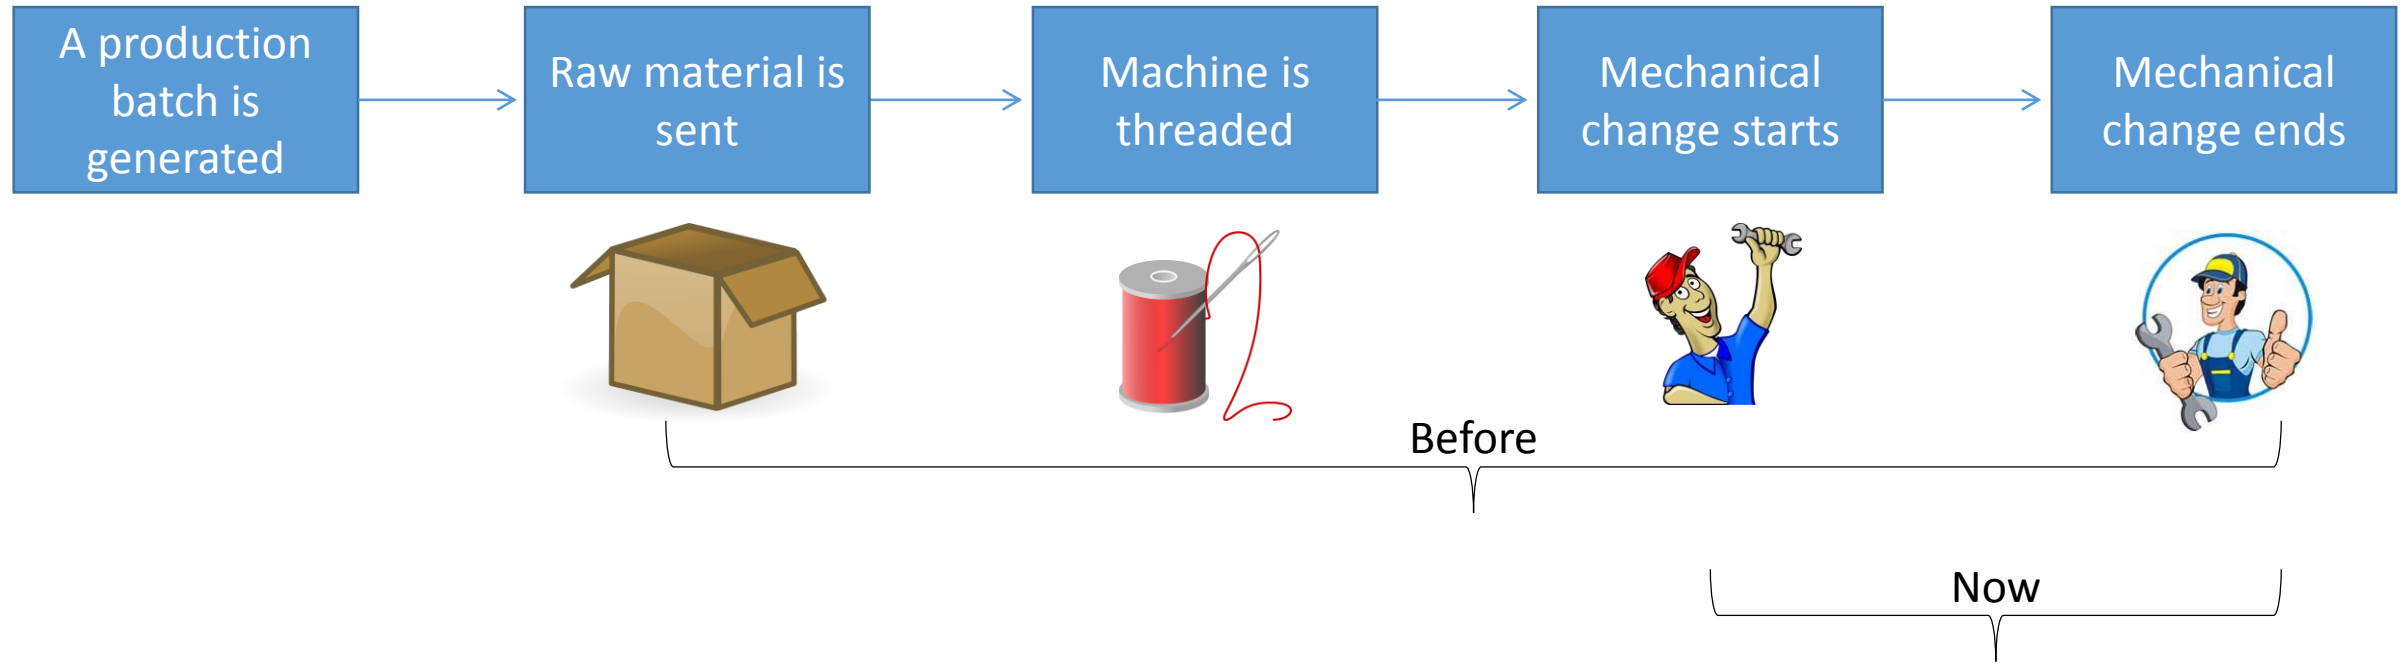 A production
batch is
generated
Raw material is
sent
Machine is
threaded
Mechanical
change starts
Mechanical
change ends
Before
Now